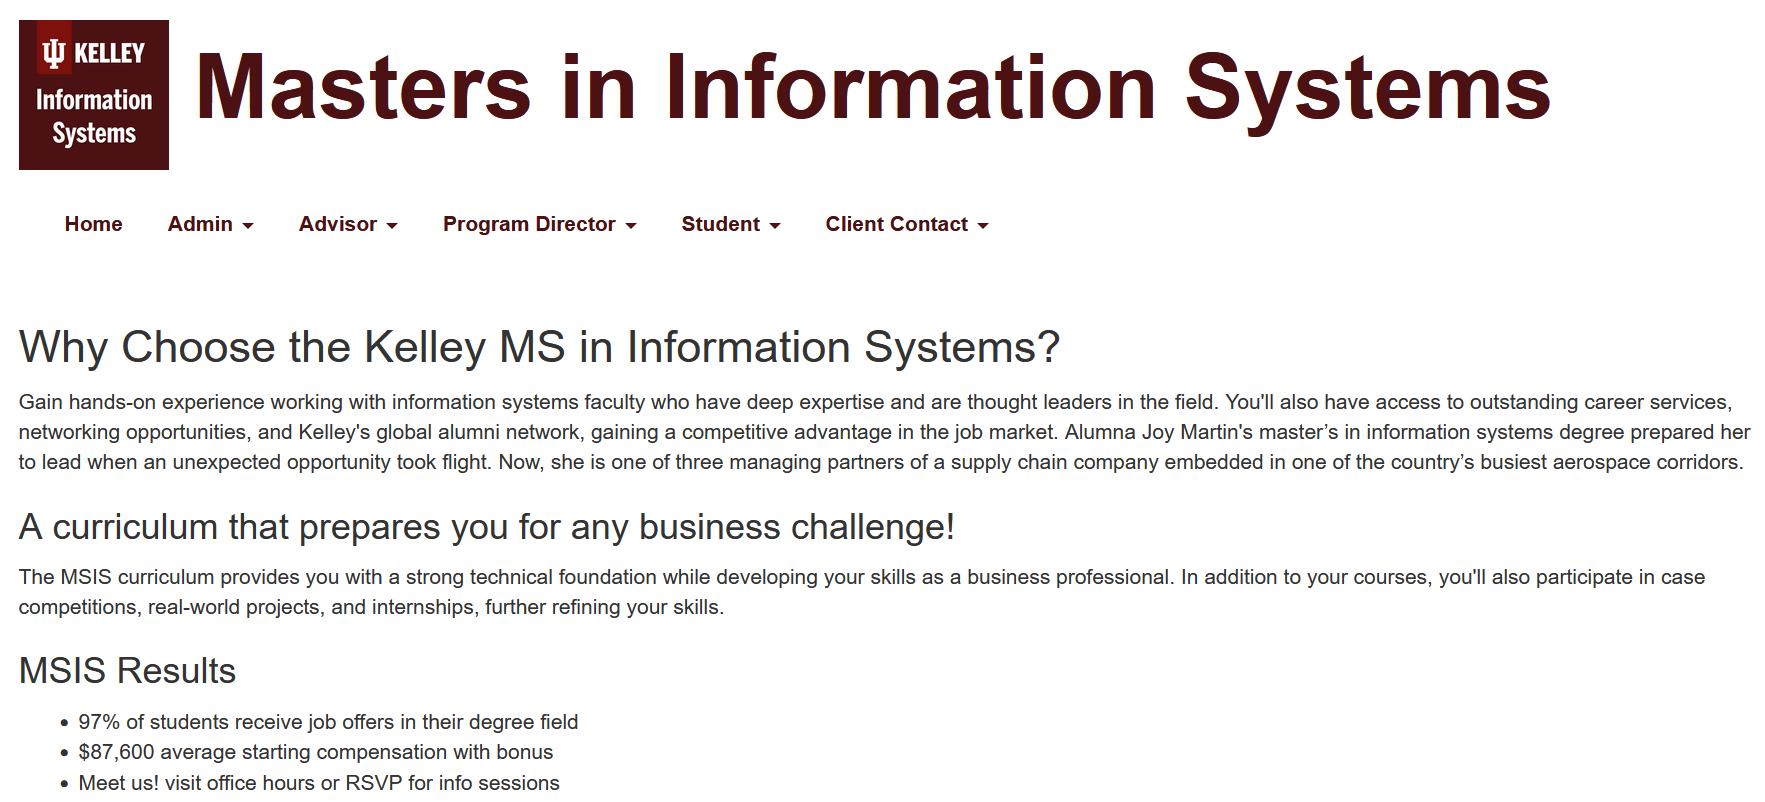 KELLEY
Information
Systems
Masters in Information Systems
Home Admin Advisor Program Director Student Client Contact
Why Choose the Kelley MS in Information Systems?
Gain hands-on experience working with information systems faculty who have deep expertise and are thought leaders in the field. You'll also have access to outstanding career services,
networking opportunities, and Kelley's global alumni network, gaining a competitive advantage in the job market. Alumna Joy Martin's master’s in information systems degree prepared her
to lead when an unexpected opportunity took flight. Now, she is one of three managing partners of a supply chain company embedded in one of the country’s busiest aerospace corridors.
A curriculum that prepares you for any business challenge!
The MSIS curriculum provides you with a strong technical foundation while developing your skills as a business professional. In addition to your courses, you'll also participate in case
competitions, real-world projects, and internships, further refining your skills.
MSIS Results
• 97% of students receive job offers in their degree field
• $87,600 average starting compensation with bonus
• Meet us! visit office hours or RSVP for info sessions